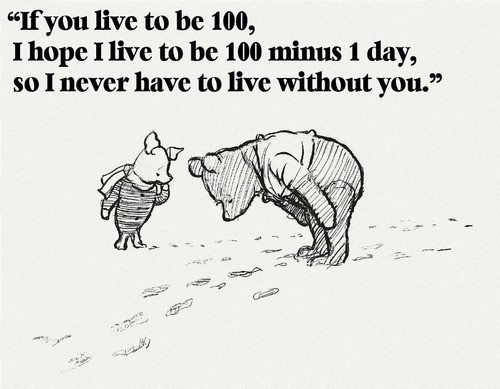 “If you live to be 100,
I hope I live to be 100 minus 1 day,
so I never have to live without you.”